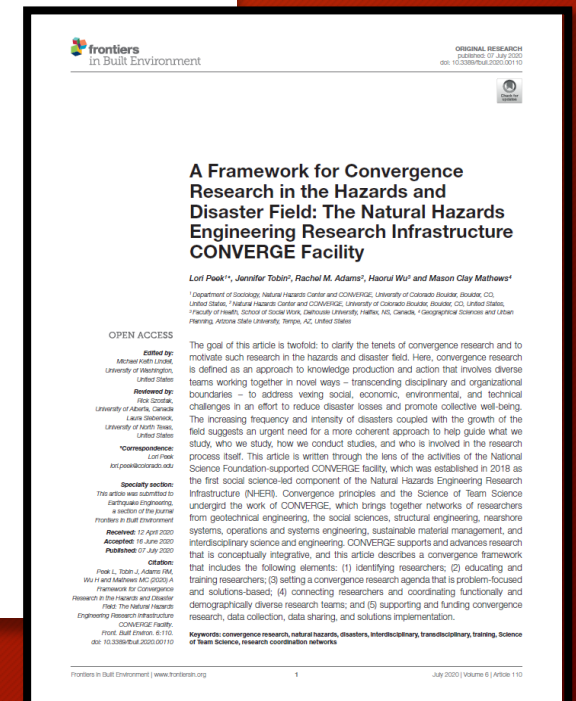 frontiers
in Built Environment
ORIGINAL RESEARCH
published: 07 July 2020
doi: 10.3389/fbuil.2020.00110
Check for
updates
A Framework for Convergence
Research in the Hazards and
Disaster Field: The Natural Hazards
Engineering Research Infrastructure
CONVERGE Facility
Lori Peek¹*, Jennifer Tobin², Rachel M. Adams², Haorui Wu³ and Mason Clay Mathews⁴
¹ Department of Sociology, Natural Hazards Center and CONVERGE, University of Colorado Boulder, Boulder, CO,
United States, ² Natural Hazards Center and CONVERGE, University of Colorado Boulder, Boulder, CO, United States,
³ Faculty of Health, School of Social Work, Dalhousie University, Halifax, NS, Canada, ⁴ Geographical Sciences and Urban
Planning, Arizona State University, Tempe, AZ, United States
OPEN ACCESS
Edited by:
Michael Keith Lindell,
University of Washington,
United States
Reviewed by:
Rick Szostak,
University of Alberta, Canada
Laura Siebeneck,
University of North Texas,
United States
*Correspondence:
Lori Peek
lori.peek@colorado.edu
Specialty section:
This article was submitted to
Earthquake Engineering,
a section of the journal
Frontiers in Built Environment
Received: 12 April 2020
Accepted: 16 June 2020
Published: 07 July 2020
Citation:
Peek L, Tobin J, Adams RM,
Wu H and Mathews MC (2020) A
Framework for Convergence
Research in the Hazards and Disaster
Field: The Natural Hazards
Engineering Research Infrastructure
CONVERGE Facility.
Front. Built Environ. 6:110.
doi: 10.3389/fbuil.2020.00110
The goal of this article is twofold: to clarify the tenets of convergence research and to
motivate such research in the hazards and disaster field. Here, convergence research
is defined as an approach to knowledge production and action that involves diverse
teams working together in novel ways – transcending disciplinary and organizational
boundaries – to address vexing social, economic, environmental, and technical
challenges in an effort to reduce disaster losses and promote collective well-being.
The increasing frequency and intensity of disasters coupled with the growth of the
field suggests an urgent need for a more coherent approach to help guide what we
study, who we study, how we conduct studies, and who is involved in the research
process itself. This article is written through the lens of the activities of the National
Science Foundation-supported CONVERGE facility, which was established in 2018 as
the first social science-led component of the Natural Hazards Engineering Research
Infrastructure (NHERI). Convergence principles and the Science of Team Science
undergird the work of CONVERGE, which brings together networks of researchers
from geotechnical engineering, the social sciences, structural engineering, nearshore
systems, operations and systems engineering, sustainable material management, and
interdisciplinary science and engineering. CONVERGE supports and advances research
that is conceptually integrative, and this article describes a convergence framework
that includes the following elements: (1) identifying researchers; (2) educating and
training researchers; (3) setting a convergence research agenda that is problem-focused
and solutions-based; (4) connecting researchers and coordinating functionally and
demographically diverse research teams; and (5) supporting and funding convergence
research, data collection, data sharing, and solutions implementation.
Keywords: convergence research, natural hazards, disasters, interdisciplinary, transdisciplinary, training, Science
of Team Science, research coordination networks
Frontiers in Built Environment | www.frontiersin.org
1
July 2020 | Volume 6 | Article 110